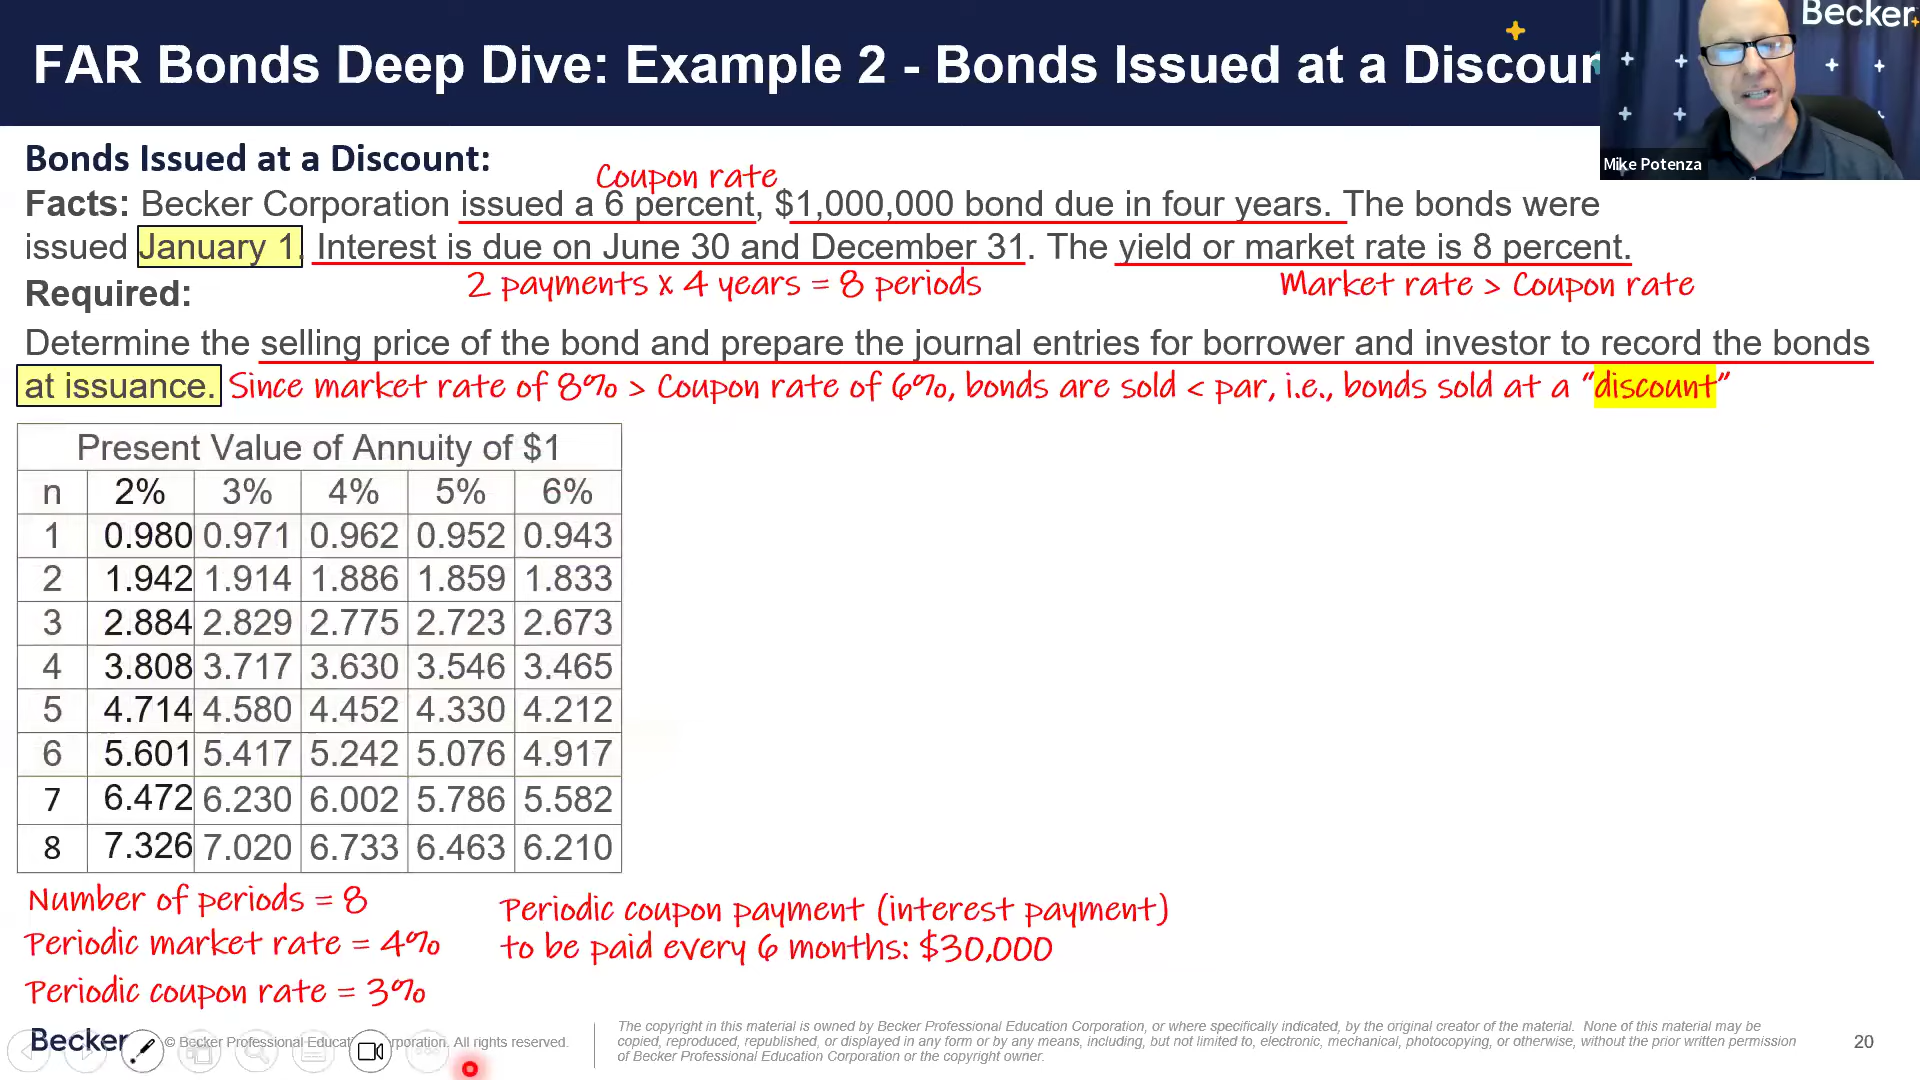 FAR Bonds Deep Dive: Example 2 - Bonds Issued at a
Becker
Mike Potenza
Bonds Issued at a Discount:
Coupon rate
Facts: Becker Corporation issued a 6 percent, $1,000,000 bond due in four years. The bonds were
issued January 1. Interest is due on June 30 and December 31. The yield or market rate is 8 percent.
2 payments x 4 years = 8 periods
Market rate > Coupon rate
Required:
Determine the selling price of the bond and prepare the journal entries for borrower and investor to record the bonds
at issuance. Since market rate of 8% > Coupon rate of 6%, bonds are sold < par, i.e., bonds sold at a “discount”
Present Value of Annuity of $1
n 2% 3% 4% 5% 6%
1 0.980 0.971 0.962 0.952 0.943
2 1.942 1.914 1.886 1.859 1.833
3 2.884 2.829 2.775 2.723 2.673
4 3.808 3.717 3.630 3.546 3.465
5 4.714 4.580 4.452 4.330 4.212
6 5.601 5.417 5.242 5.076 4.917
7 6.472 6.230 6.002 5.786 5.582
8 7.326 7.020 6.733 6.463 6.210
Number of periods = 8
Periodic market rate = 4%
Periodic coupon rate = 3%
Periodic coupon payment (interest payment)
to be paid every 6 months: $30,000
Becker
© Becker Professional All rights reserved.
The copyright in this material is owned by Becker Professional Education Corporation, or where specifically indicated, by the original creator of the material. None of this material may be
copied, reproduced, republished, or displayed in any form or by any means, including, but not limited to, electronic, mechanical, photocopying, or otherwise, without the prior written permission
of Becker Professional Education Corporation or the copyright owner.
20